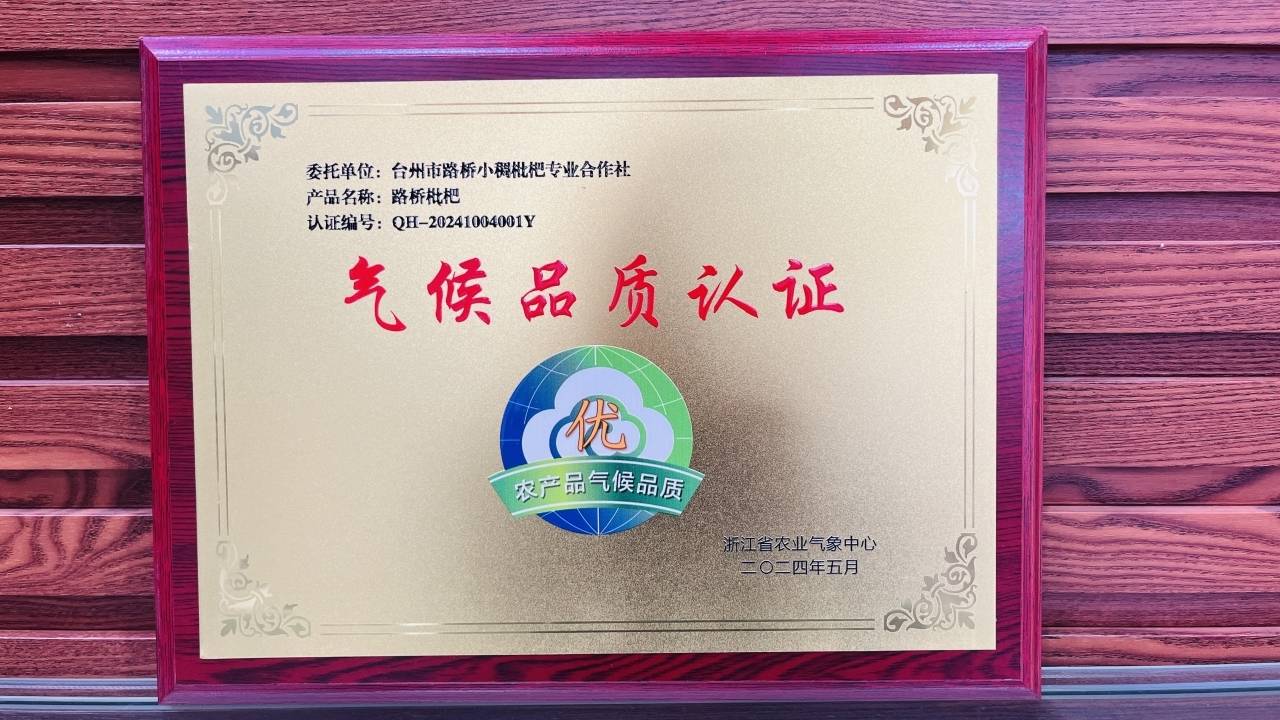 委托单位：台州市路桥小稠枇杷专业合作社
产品名称：路桥枇杷
认证编号：QH-20241004001Y
气候品质认证
优
农产品气候品质
浙江省农业气象中心
二〇二四年五月